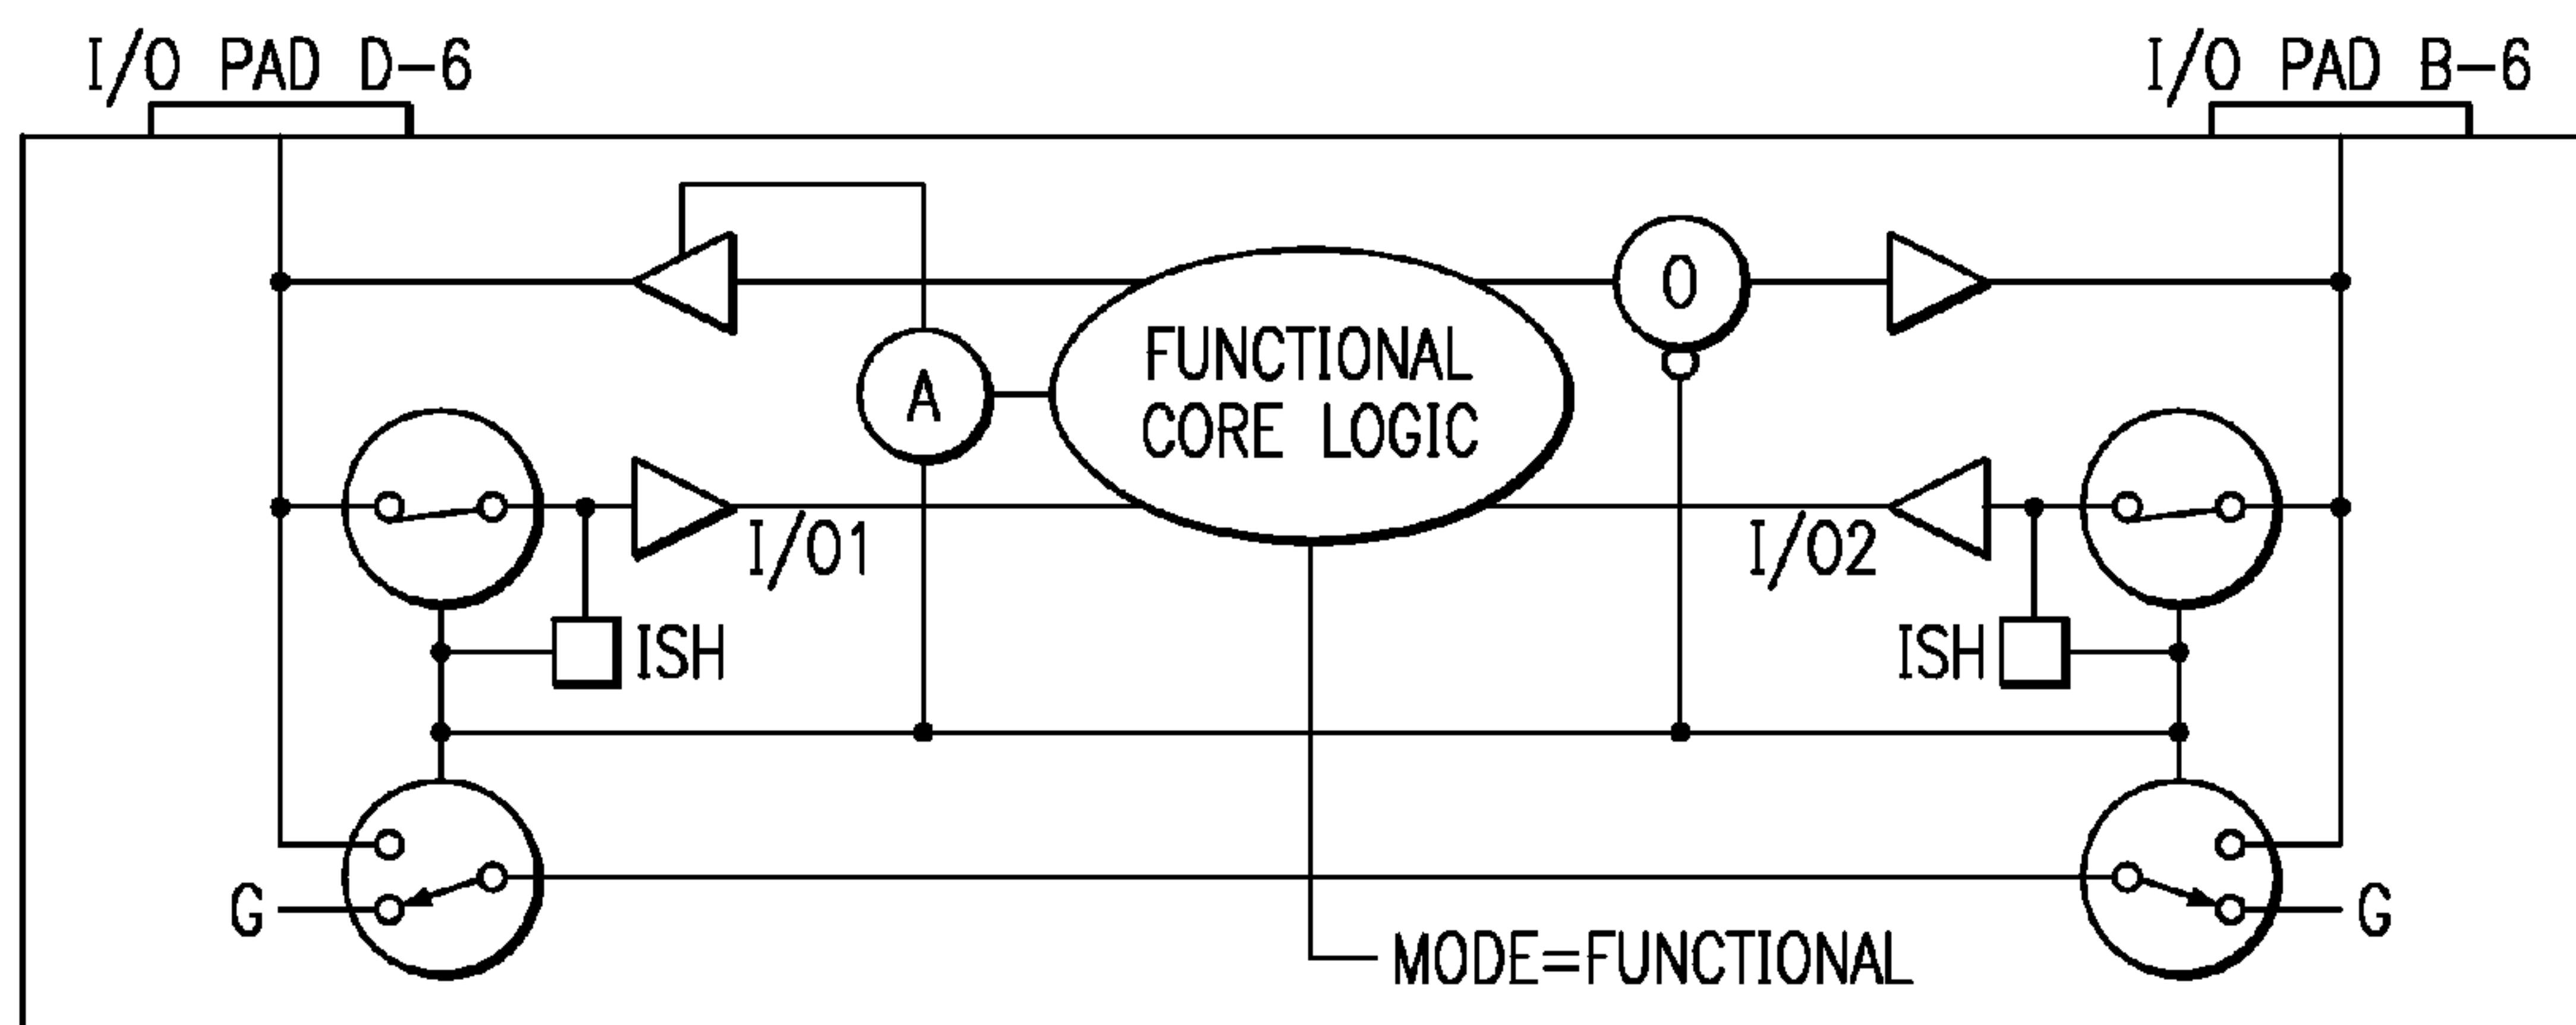 I/O PAD D-6
I/O PAD B-6
O
A
FUNCTIONAL
CORE LOGIC
I/O1
I/O2
ISH
ISH
G
G
MODE=FUNCTIONAL